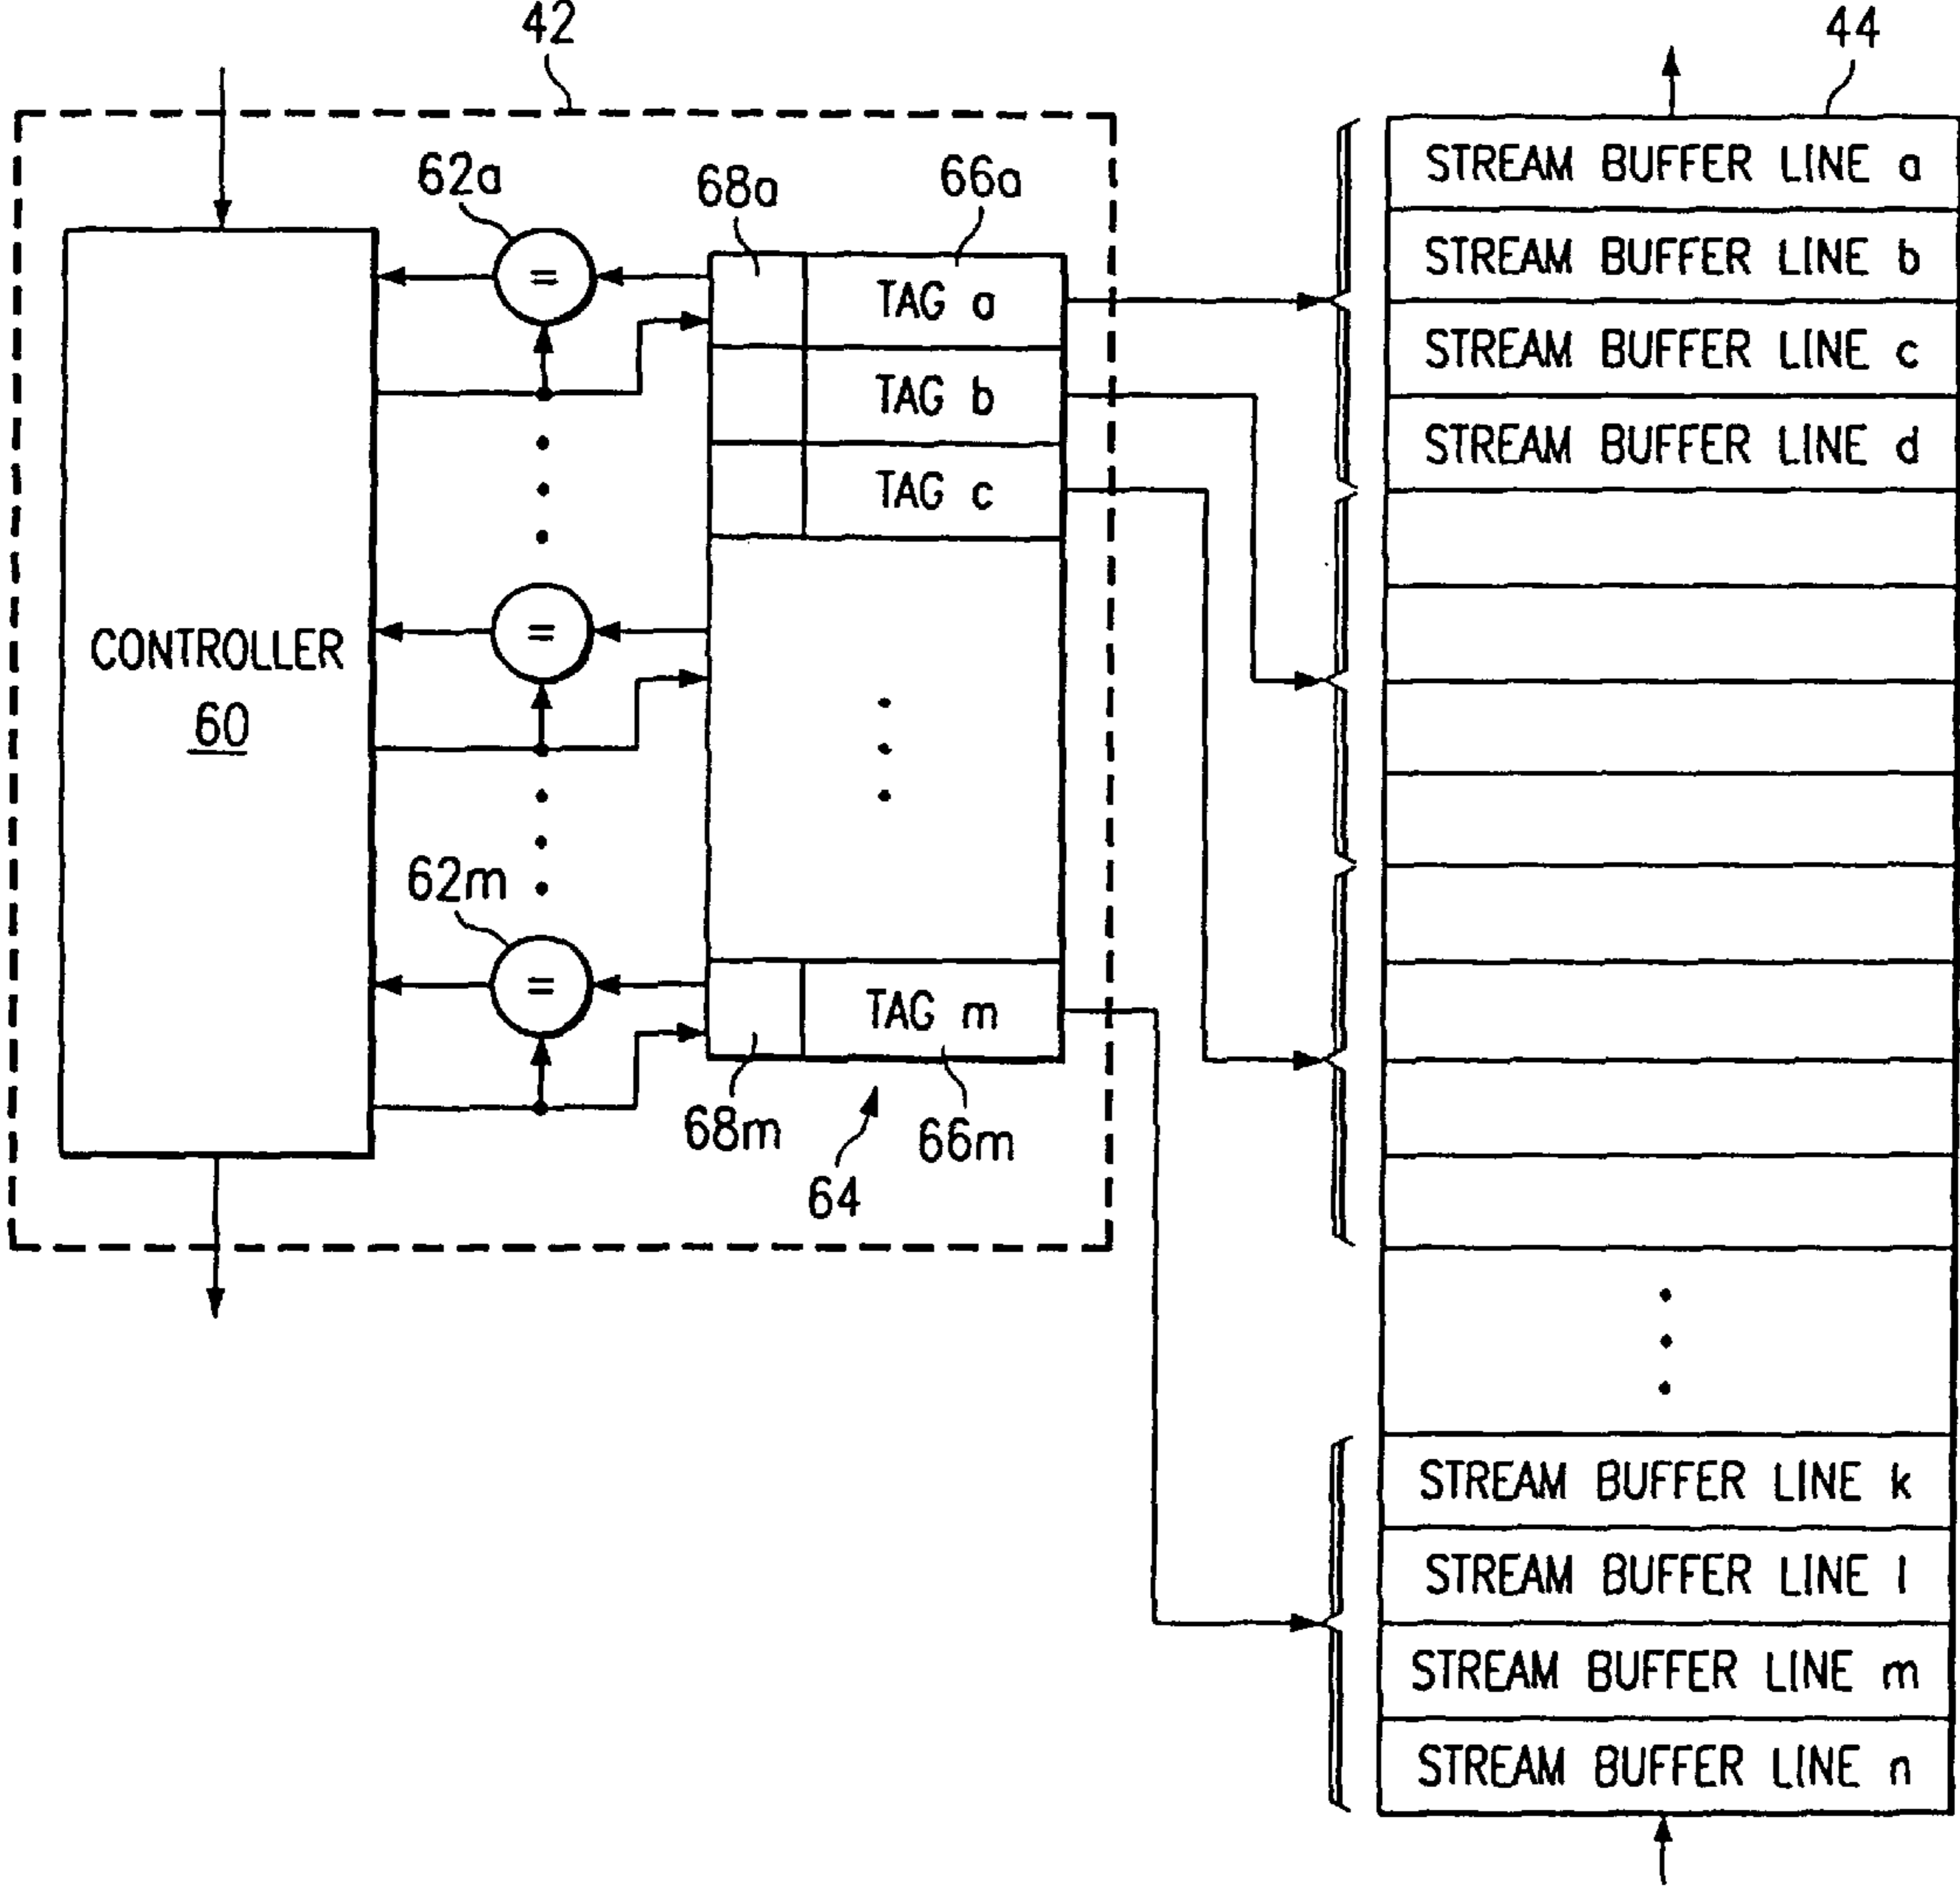 42
44
62a
68a
66a
=
TAG a
TAG b
TAG c
CONTROLLER
60
=
62m
=
TAG m
68m
66m
64
STREAM BUFFER LINE a
STREAM BUFFER LINE b
STREAM BUFFER LINE c
STREAM BUFFER LINE d
STREAM BUFFER LINE k
STREAM BUFFER LINE l
STREAM BUFFER LINE m
STREAM BUFFER LINE n